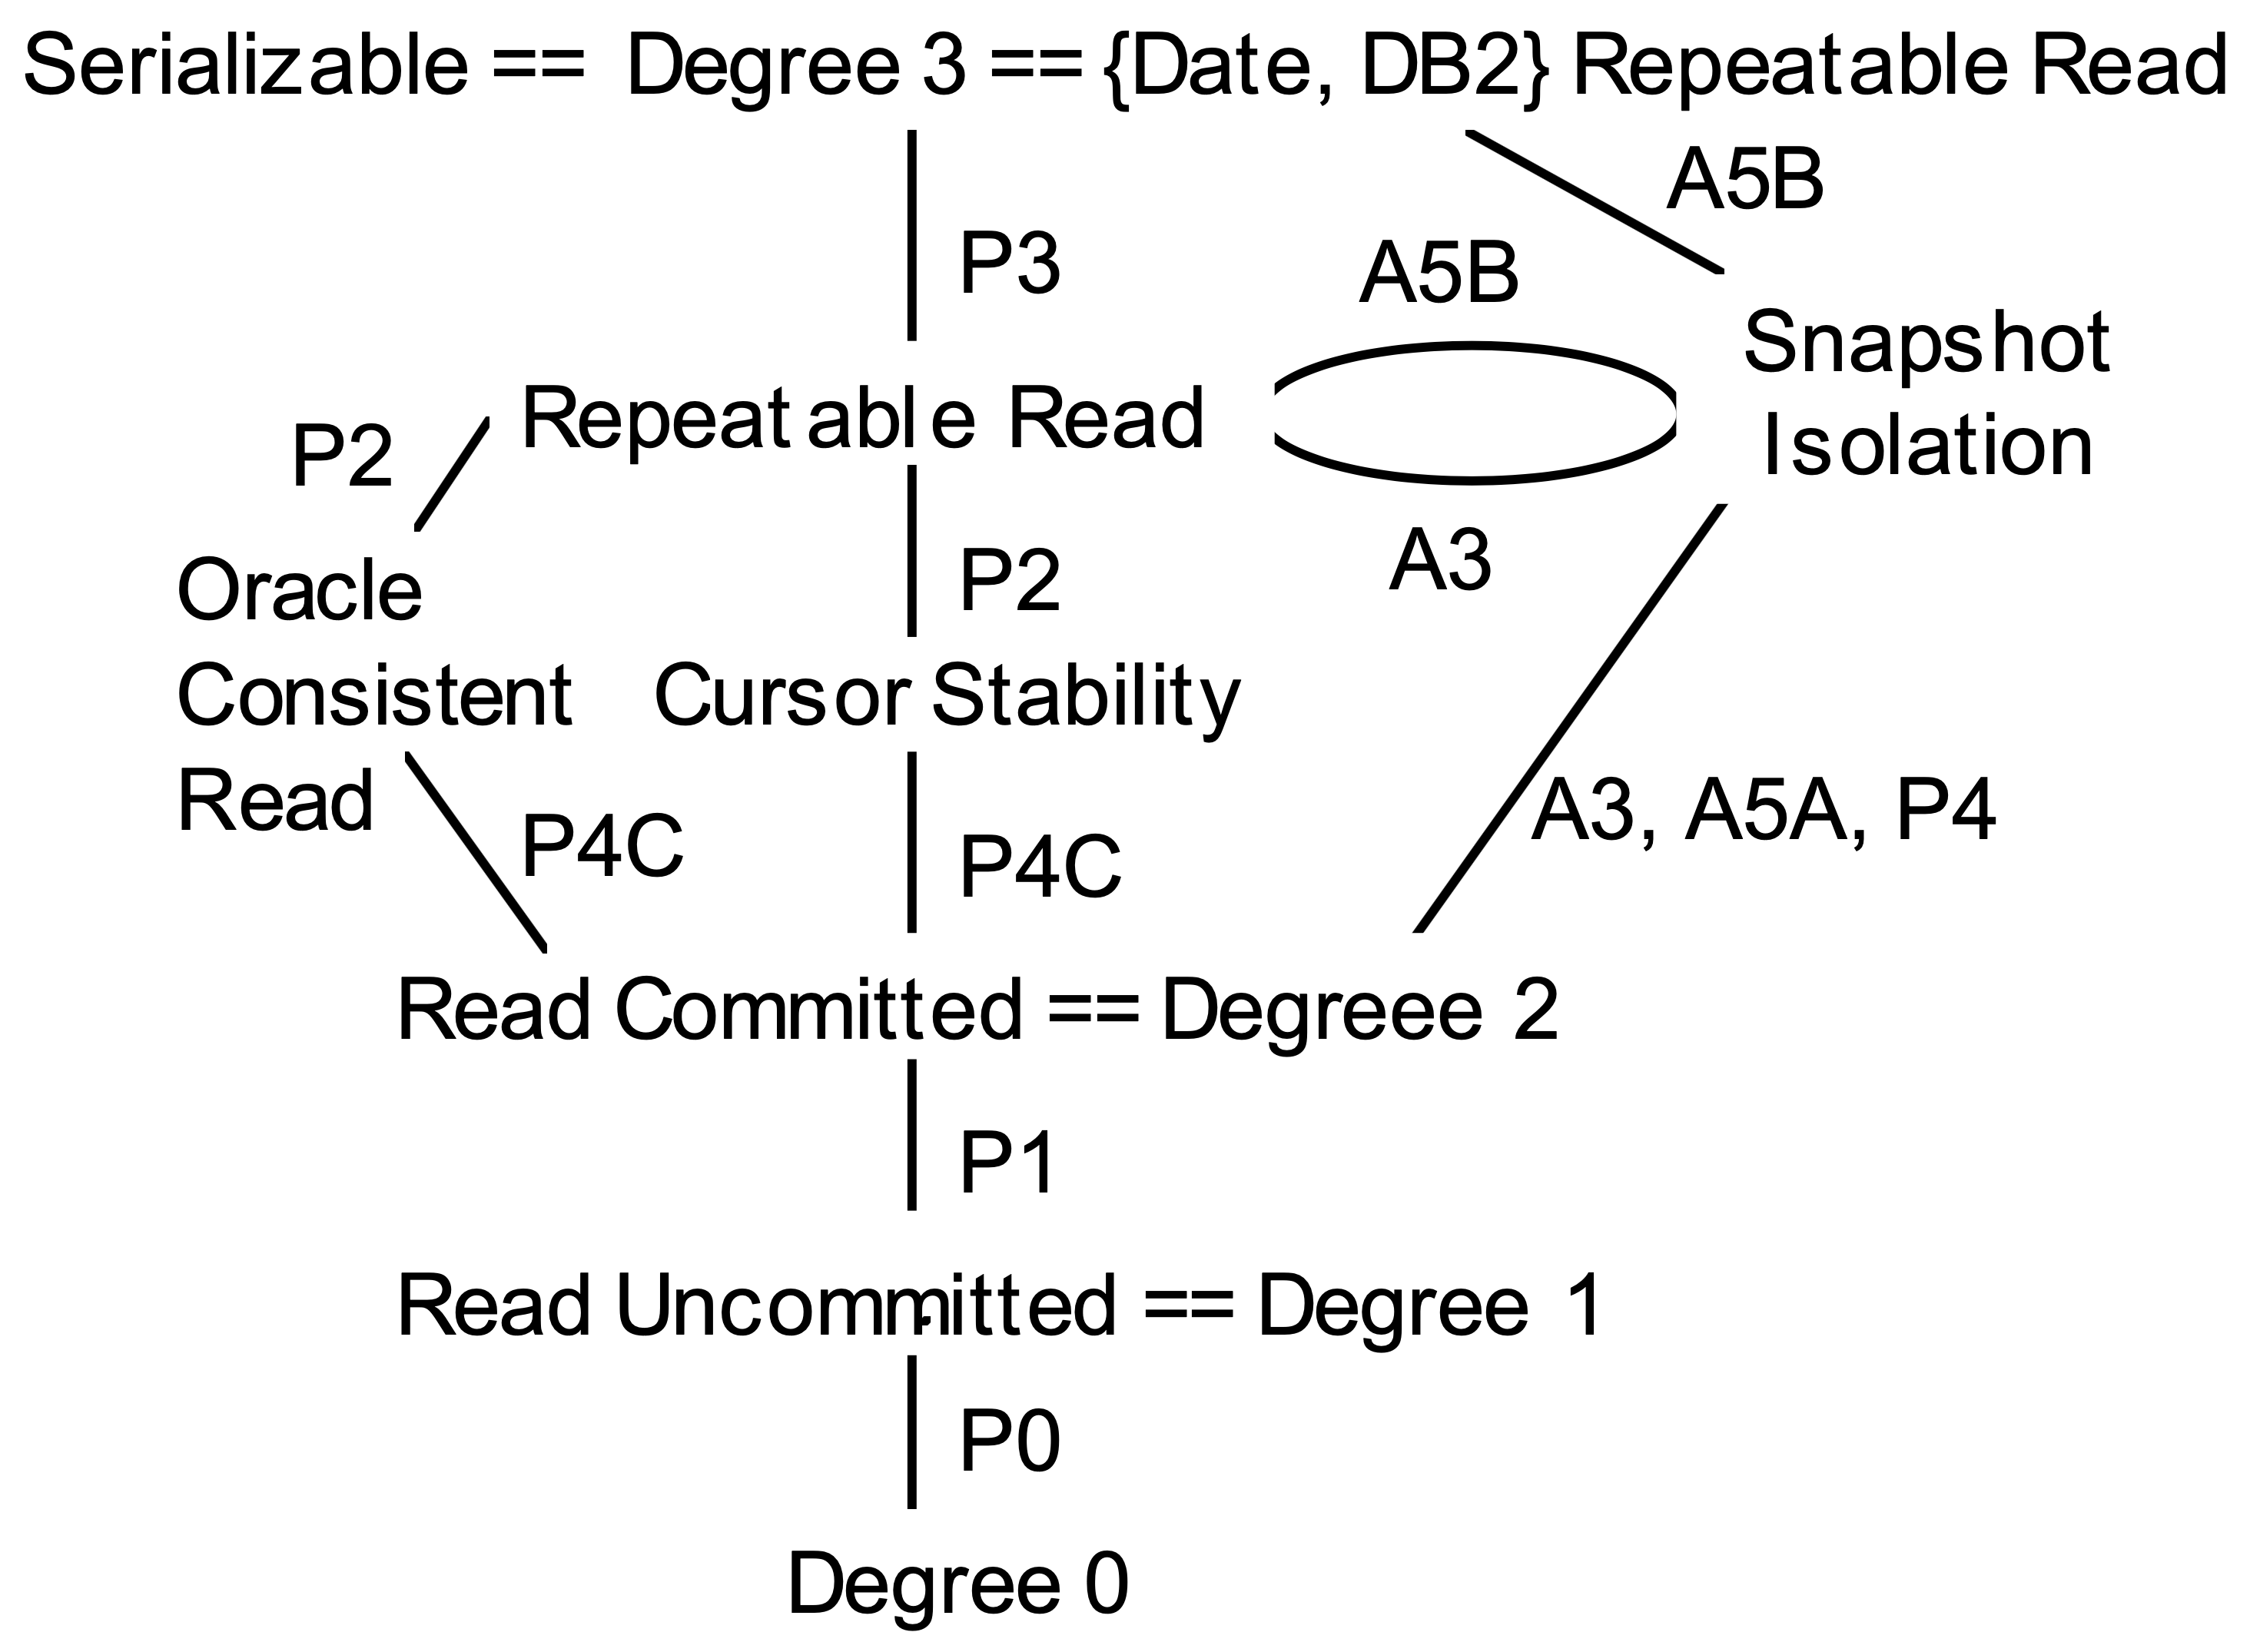 Serializable == Degree 3 == {Date, DB2} Repeatable Read
A5B
P3
A5B
Snapshot
Isolation
Repeatable Read
P2
A3
Oracle
Consistent
Read
P2
Cursor Stability
P4C
P4C
A3, A5A, P4
Read Committed == Degreee 2
P1
Read Uncommitted == Degree 1
P0
Degree 0